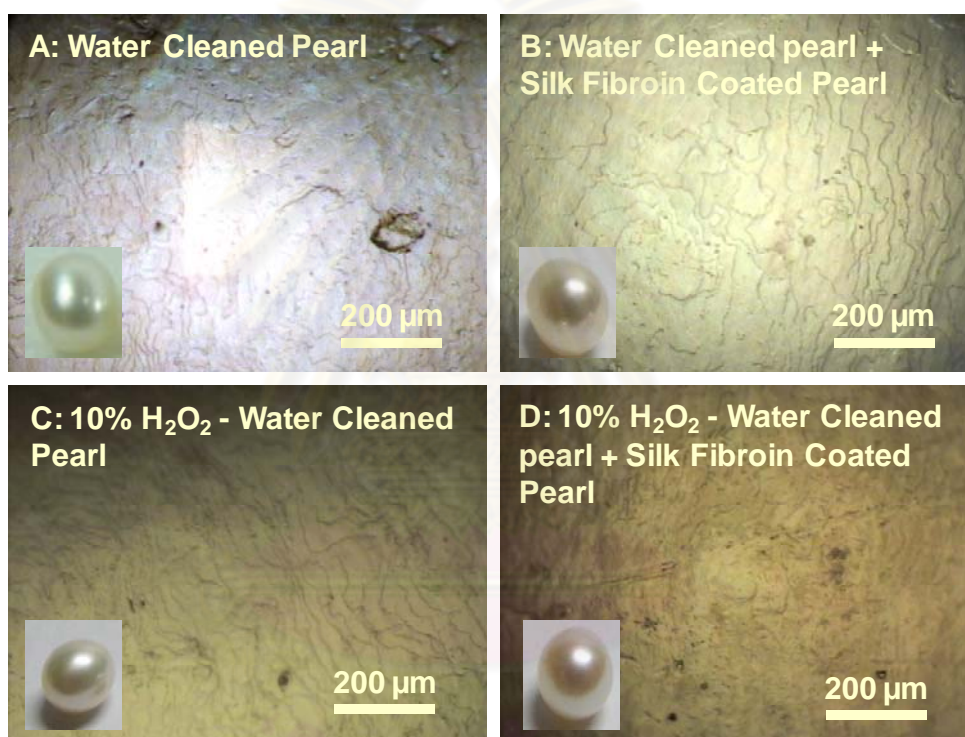 A: Water Cleaned Pearl
B: Water Cleaned pearl +
Silk Fibroin Coated Pearl
200 µm
200 µm
C: 10% H₂O₂ - Water Cleaned
Pearl
D: 10% H₂O₂ - Water Cleaned
pearl + Silk Fibroin Coated
Pearl
200 µm
200 µm